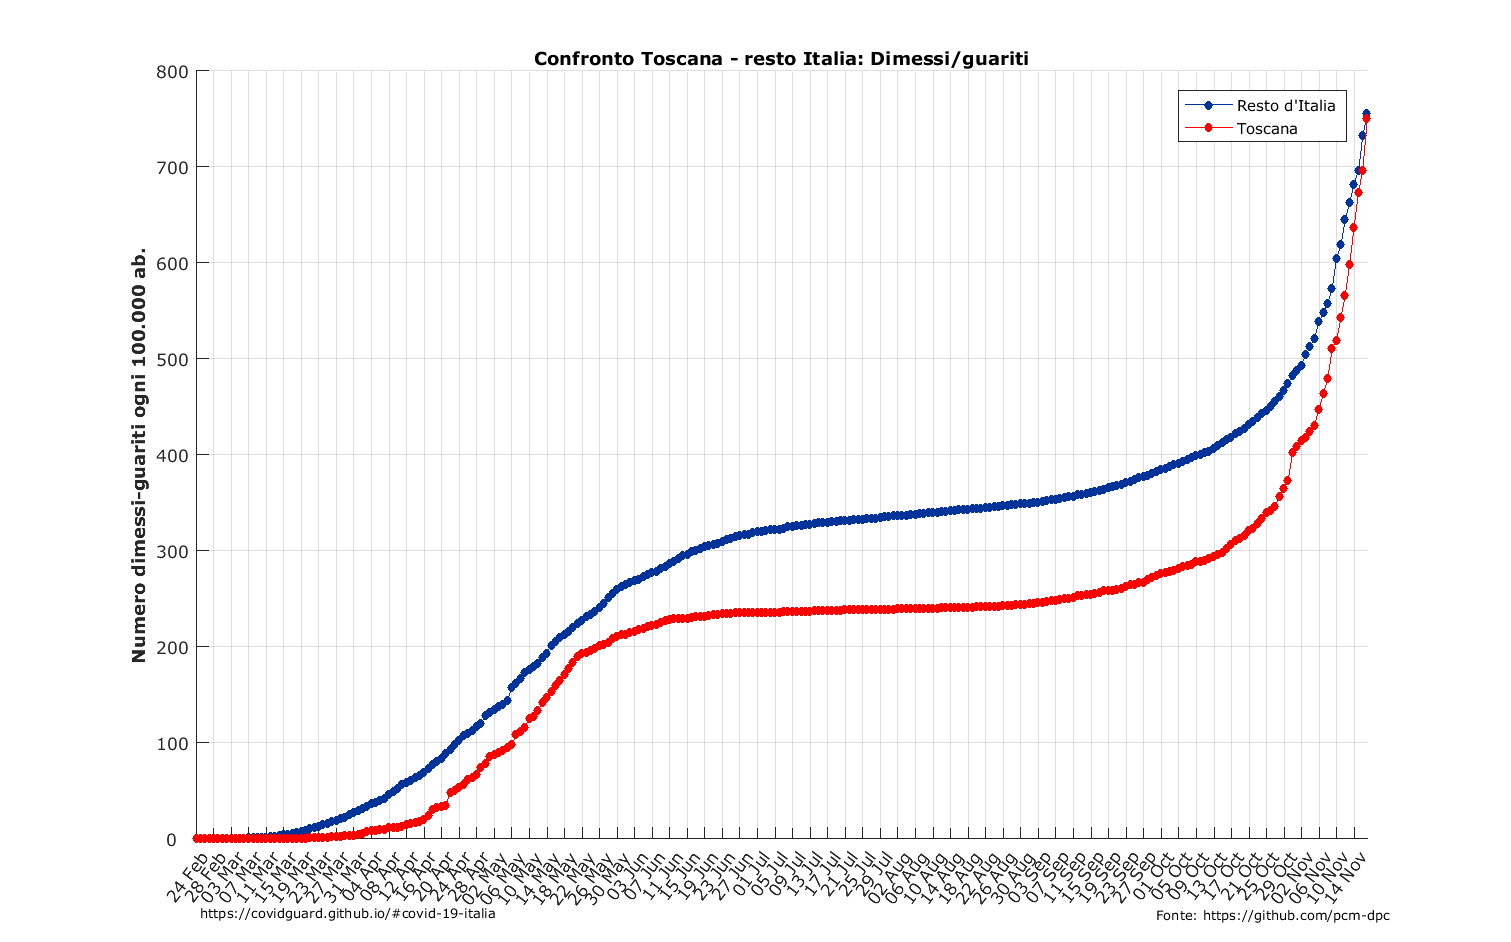 Confronto Toscana - resto Italia: Dimessi/guariti
Resto d'Italia
Toscana
Numero dimessi-guariti ogni 100.000 ab.
800
700
600
500
400
300
200
100
0
24 Feb
28 Feb
03 Mar
07 Mar
11 Mar
15 Mar
19 Mar
23 Mar
27 Mar
31 Mar
04 Apr
08 Apr
12 Apr
16 Apr
20 Apr
24 Apr
28 Apr
02 May
06 May
10 May
14 May
18 May
22 May
26 May
30 May
03 Jun
07 Jun
11 Jun
15 Jun
19 Jun
23 Jun
27 Jun
01 Jul
05 Jul
09 Jul
13 Jul
17 Jul
21 Jul
25 Jul
29 Jul
02 Aug
06 Aug
10 Aug
14 Aug
18 Aug
22 Aug
26 Aug
30 Aug
03 Sep
07 Sep
11 Sep
15 Sep
19 Sep
23 Sep
27 Sep
01 Oct
05 Oct
09 Oct
13 Oct
17 Oct
21 Oct
25 Oct
29 Oct
02 Nov
06 Nov
10 Nov
14 Nov
https://covidguard.github.io/#covid-19-italia
Fonte: https://github.com/pcm-dpc